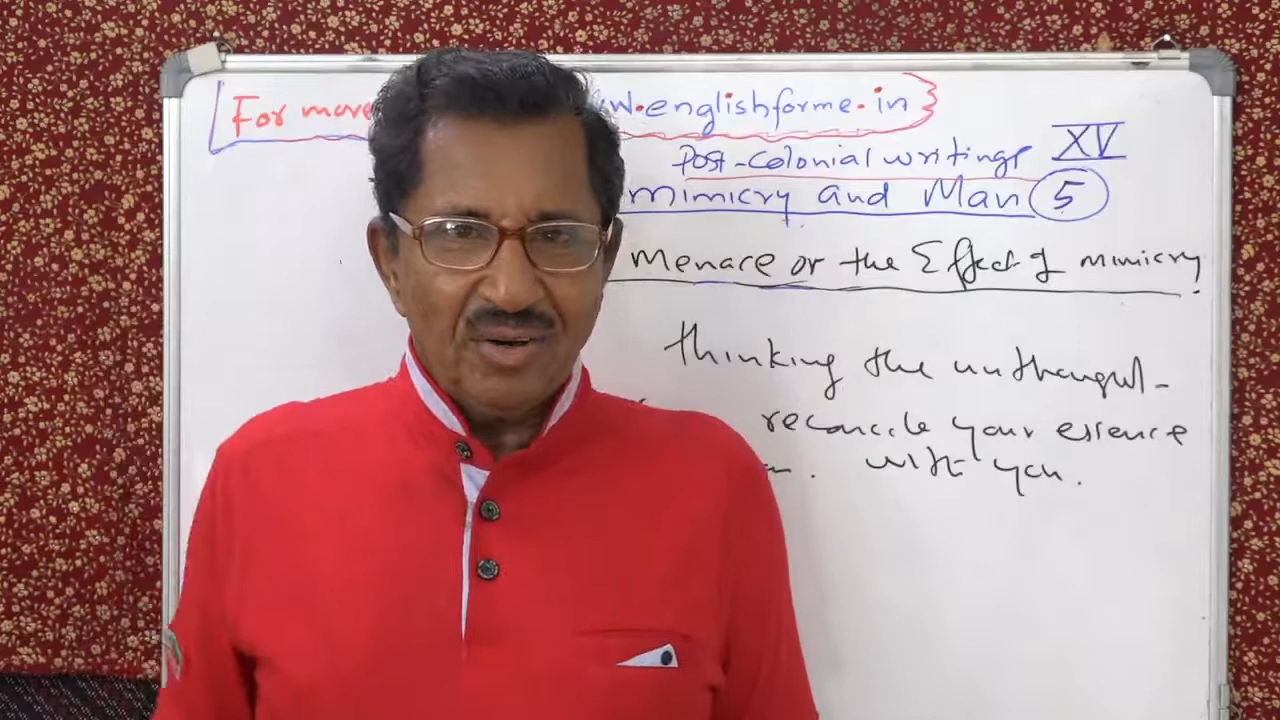 For more w.englishforme.in
Post-Colonial writings XV
mimicry and Man 5
Menace or the Effect of mimicry
thinking the unthought-
reconcile your essence
with you.